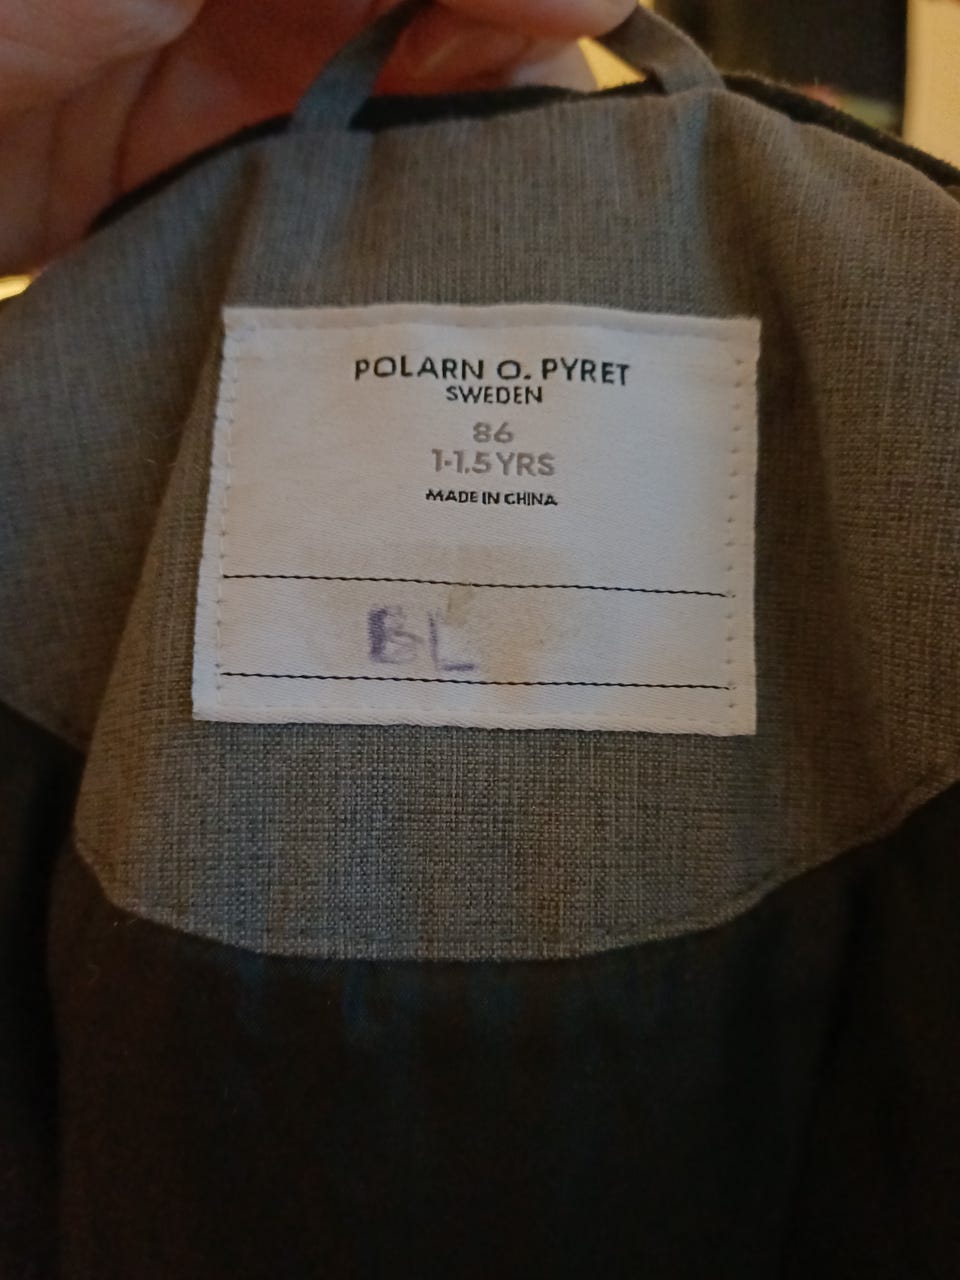 POLARN O. PYRET
SWEDEN
86
1-1.5 YRS
MADE IN CHINA
BL